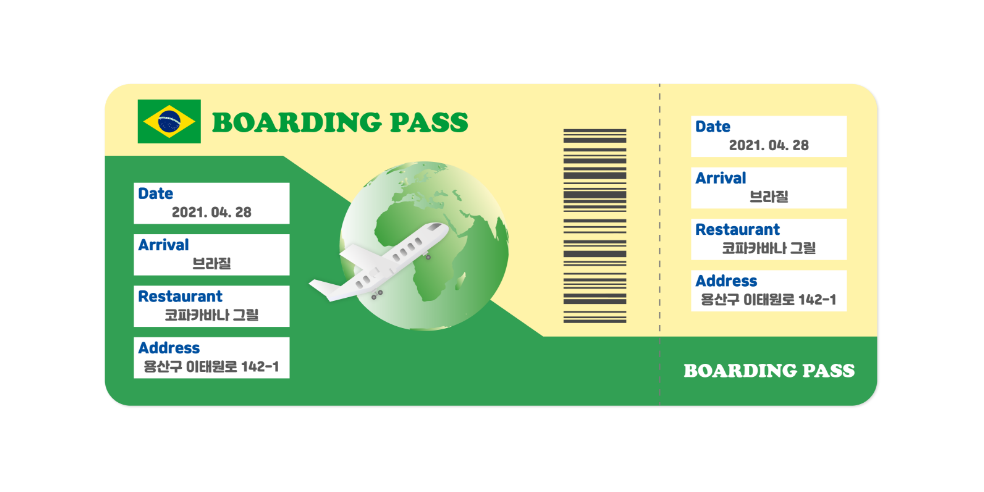 BOARDING PASS
Date
2021. 04. 28
Arrival
브라질
Restaurant
코파카바나 그릴
Address
용산구 이태원로 142-1
Date
2021. 04. 28
Arrival
브라질
Restaurant
코파카바나 그릴
Address
용산구 이태원로 142-1
BOARDING PASS